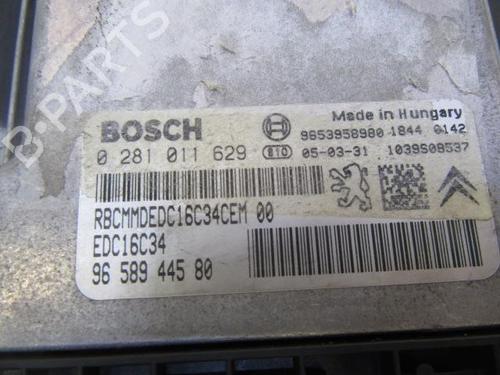 BOSCH
Made in Hungary
9653958980 1844 0142
0 281 011 629 e10 05-03-31 1039S08537
RBCMMDEDC16C34CEM 00
EDC16C34
96 589 445 80